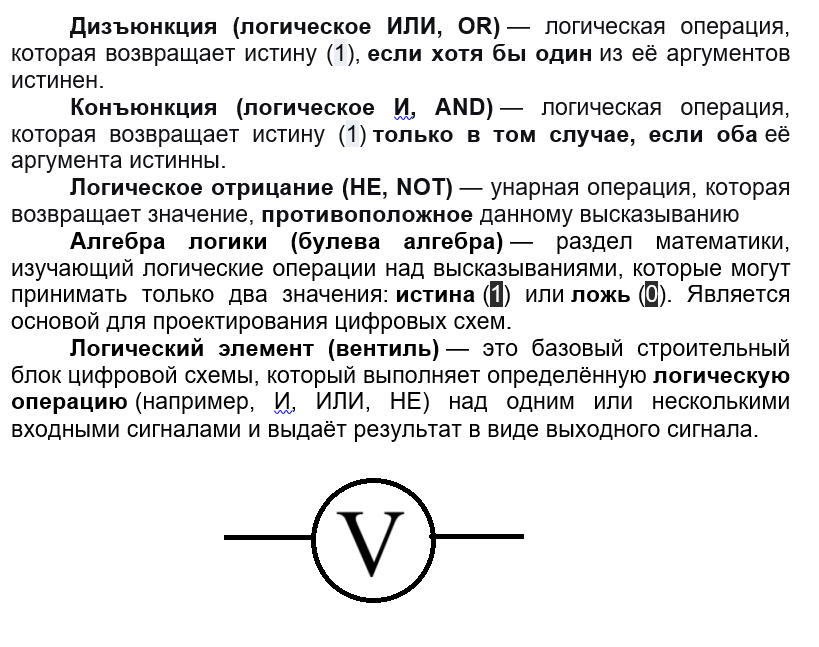 Дизъюнкция (логическое ИЛИ, OR) — логическая операция,
которая возвращает истину (1), если хотя бы один из её аргументов
истинен.
Конъюнкция (логическое И, AND) — логическая операция,
которая возвращает истину (1) только в том случае, если оба её
аргумента истинны.
Логическое отрицание (НЕ, NOT) — унарная операция, которая
возвращает значение, противоположное данному высказыванию
Алгебра логики (булева алгебра) — раздел математики,
изучающий логические операции над высказываниями, которые могут
принимать только два значения: истина (1) или ложь (0). Является
основой для проектирования цифровых схем.
Логический элемент (вентиль) — это базовый строительный
блок цифровой схемы, который выполняет определённую логическую
операцию (например, И, ИЛИ, НЕ) над одним или несколькими
входными сигналами и выдаёт результат в виде выходного сигнала.
V